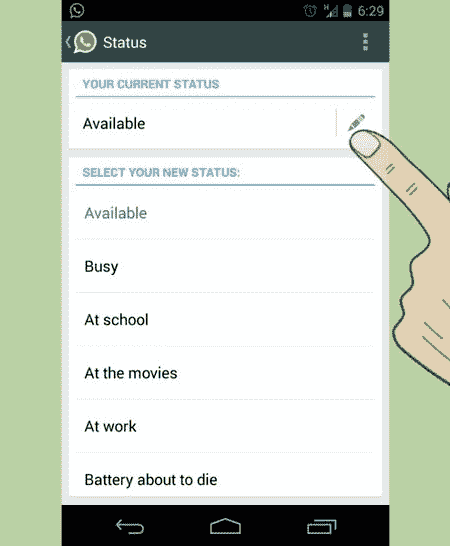 H 6:29
Status
YOUR CURRENT STATUS
Available
SELECT YOUR NEW STATUS:
Available
Busy
At school
At the movies
At work
Battery about to die